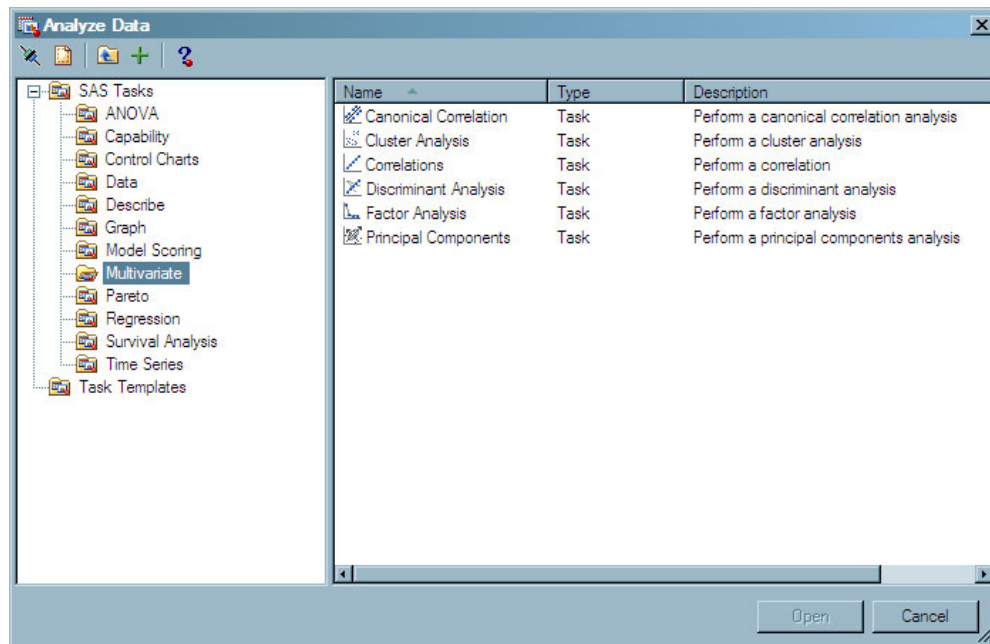 Analyze Data
SAS Tasks
ANOVA
Capability
Control Charts
Data
Describe
Graph
Model Scoring
Multivariate
Pareto
Regression
Survival Analysis
Time Series
Task Templates
Name Type Description
Canonical Correlation Task Perform a canonical correlation analysis
Cluster Analysis Task Perform a cluster analysis
Correlations Task Perform a correlation
Discriminant Analysis Task Perform a discriminant analysis
Factor Analysis Task Perform a factor analysis
Principal Components Task Perform a principal components analysis
Open Cancel